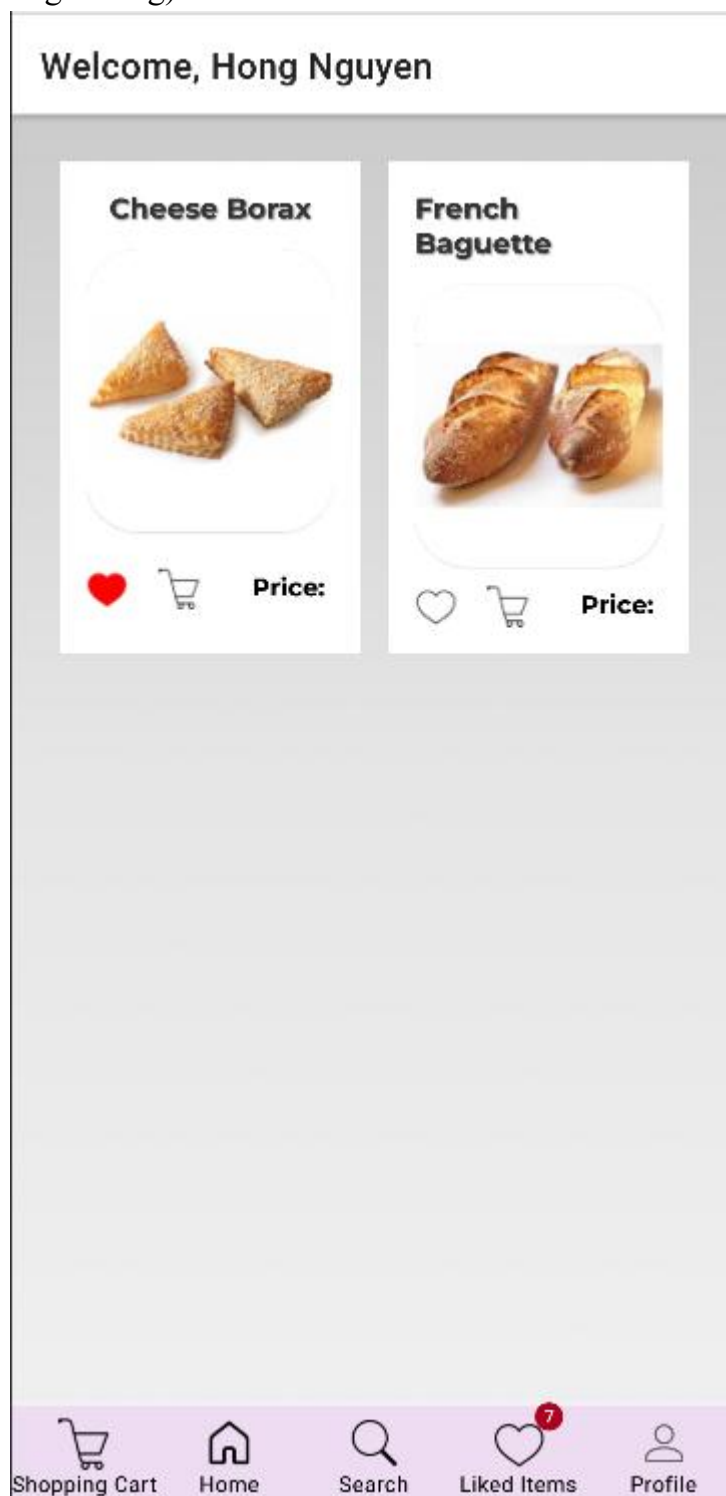 Welcome, Hong Nguyen
Cheese Borax
French
Baguette
Price:
Price:
7
Shopping Cart
Home
Search
Liked Items
Profile